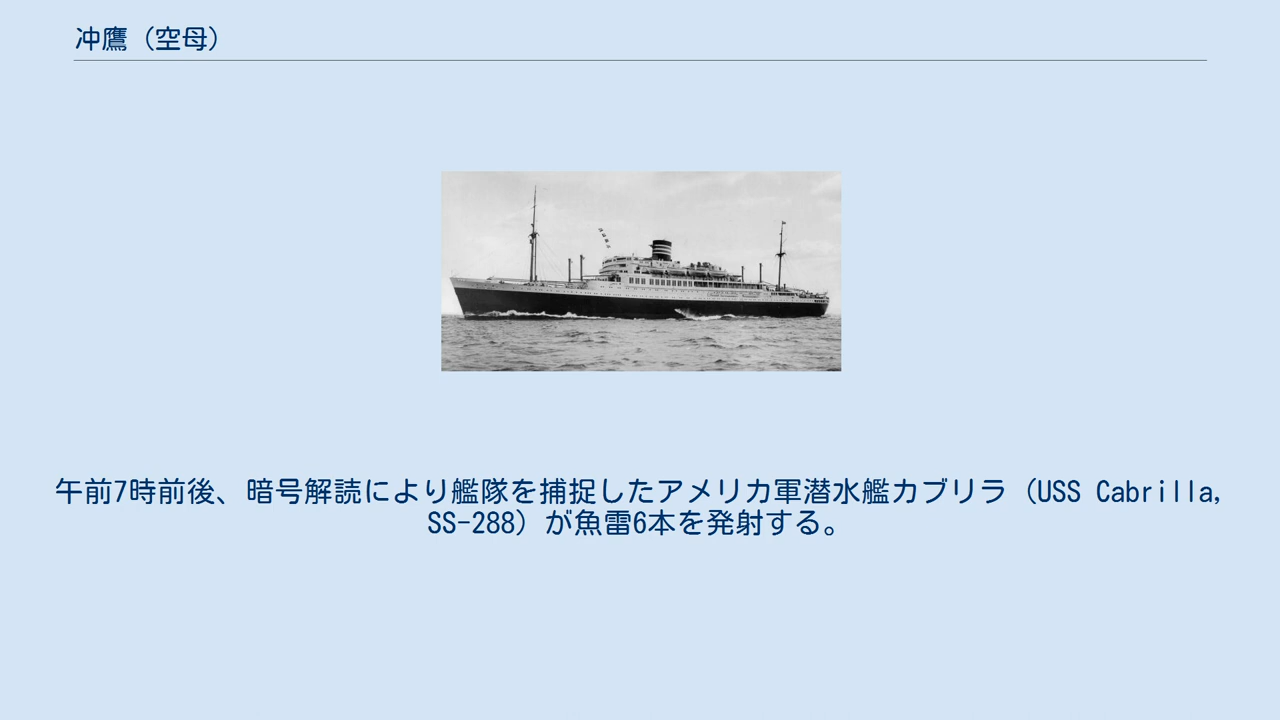 冲鷹（空母）
午前7時前後、暗号解読により艦隊を捕捉したアメリカ軍潜水艦カブリラ（USS Cabrilla,
SS-288）が魚雷6本を発射する。